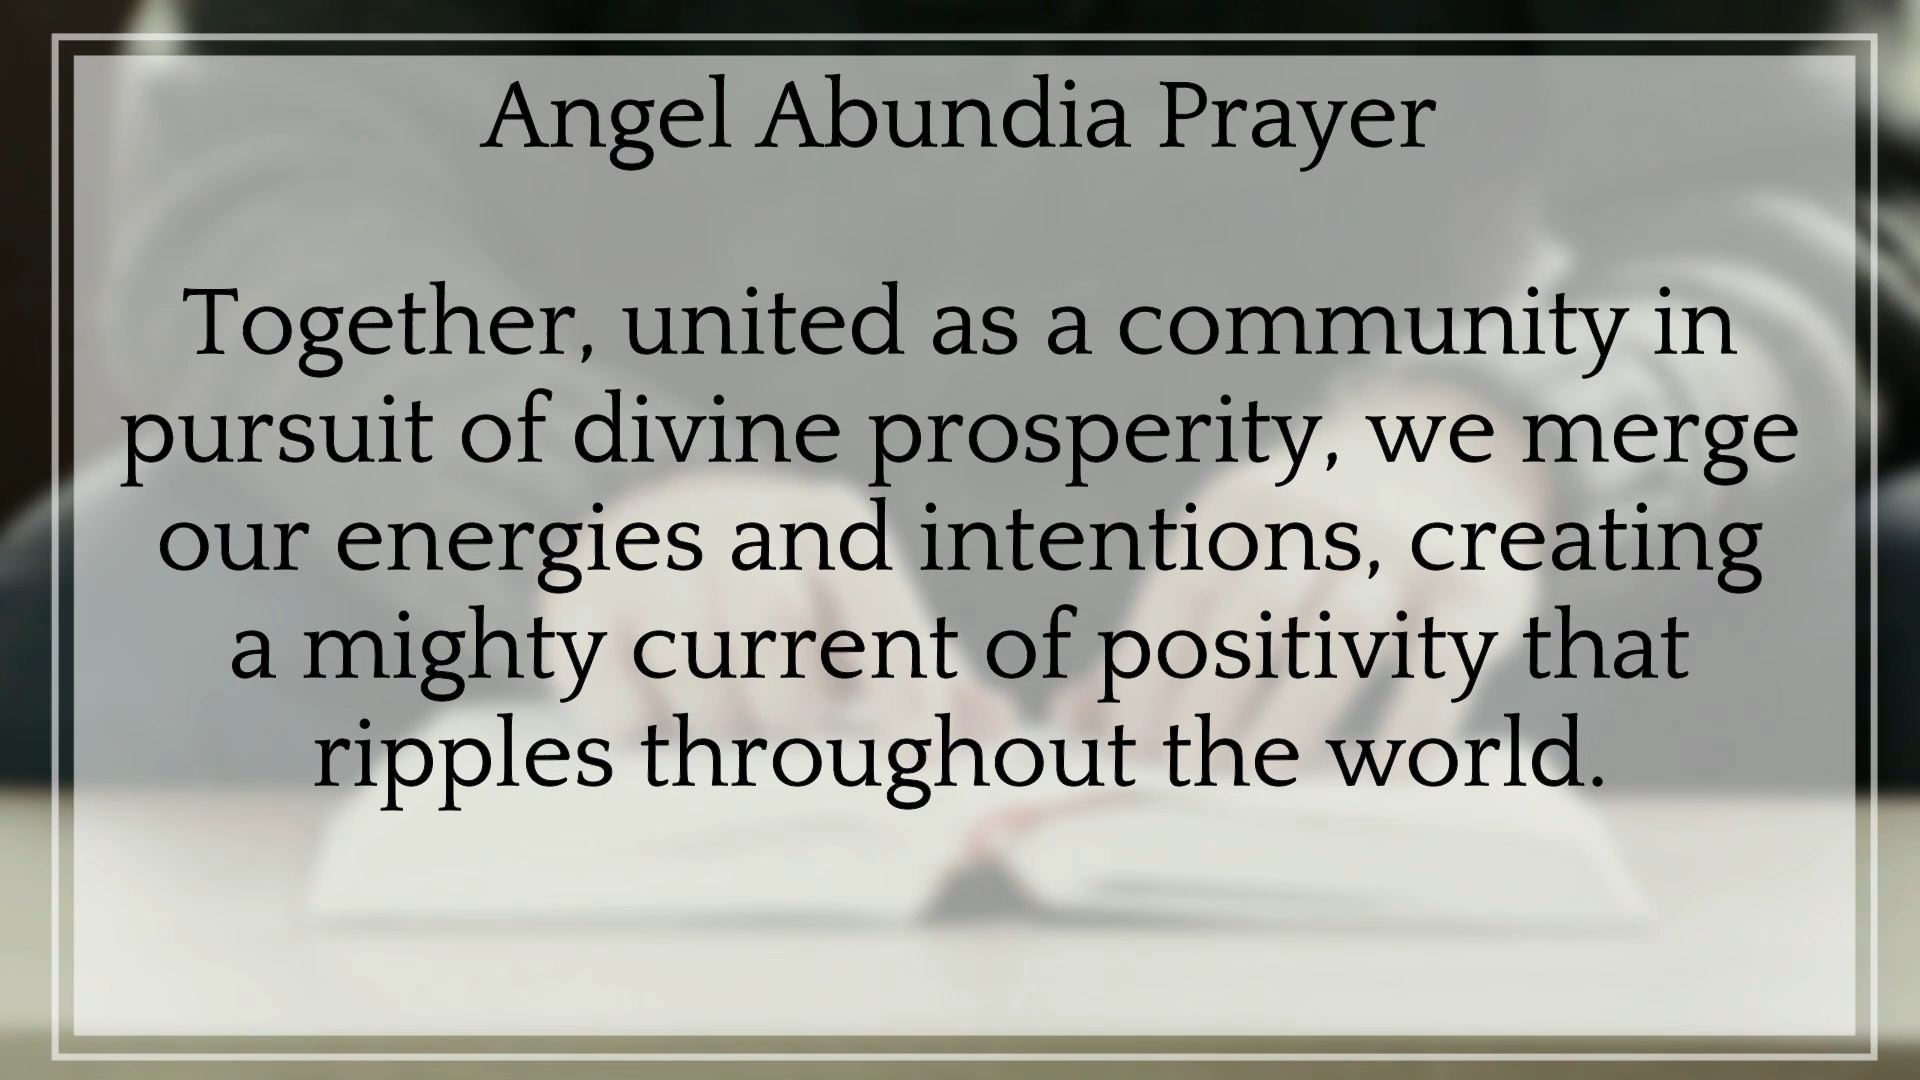 Angel Abundia Prayer
Together, united as a community in
pursuit of divine prosperity, we merge
our energies and intentions, creating
a mighty current of positivity that
ripples throughout the world.